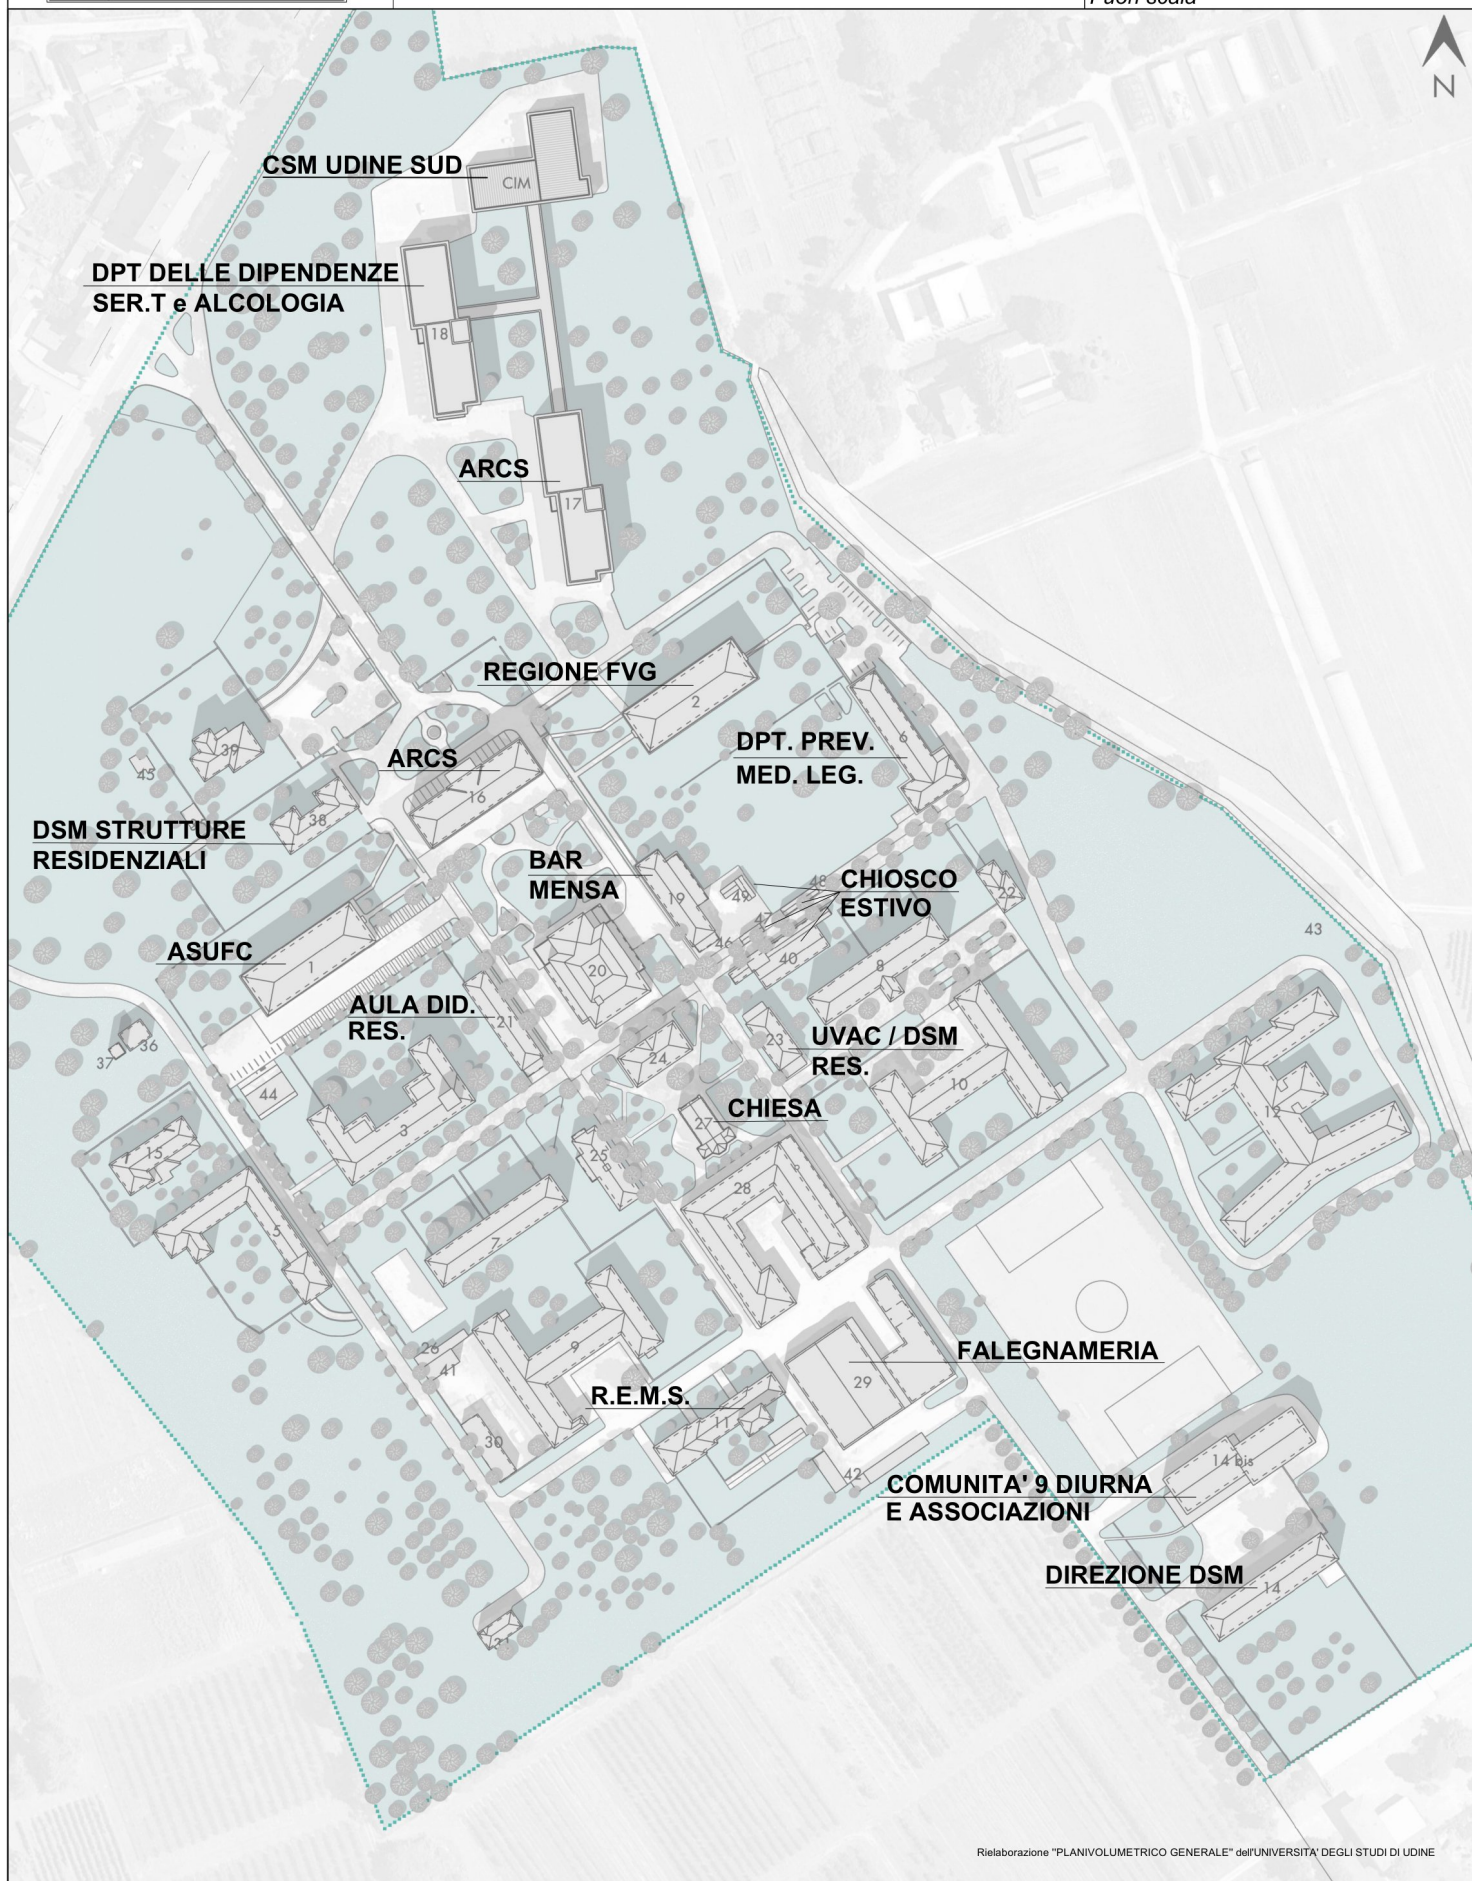 Fuori scala
N
CSM UDINE SUD
CIM
DPT DELLE DIPENDENZE
SER.T e ALCOLOGIA
18
ARCS
17
REGIONE FVG
2
6
DPT. PREV.
MED. LEG.
39
45
ARCS
16
38
DSM STRUTTURE
RESIDENZIALI
BAR
MENSA
19
49
48
CHIOSCO
ESTIVO
22
47
46
40
8
43
ASUFC
1
20
AULA DID.
RES.
21
36
37
24
23
UVAC / DSM
RES.
10
44
3
27
CHIESA
12
15
25
28
5
7
9
26
41
FALEGNAMERIA
29
R.E.M.S.
11
30
42
14 bis
COMUNITA' 9 DIURNA
E ASSOCIAZIONI
DIREZIONE DSM
14
31
Rielaborazione "PLANIVOLUMETRICO GENERALE" dell'UNIVERSITA' DEGLI STUDI DI UDINE